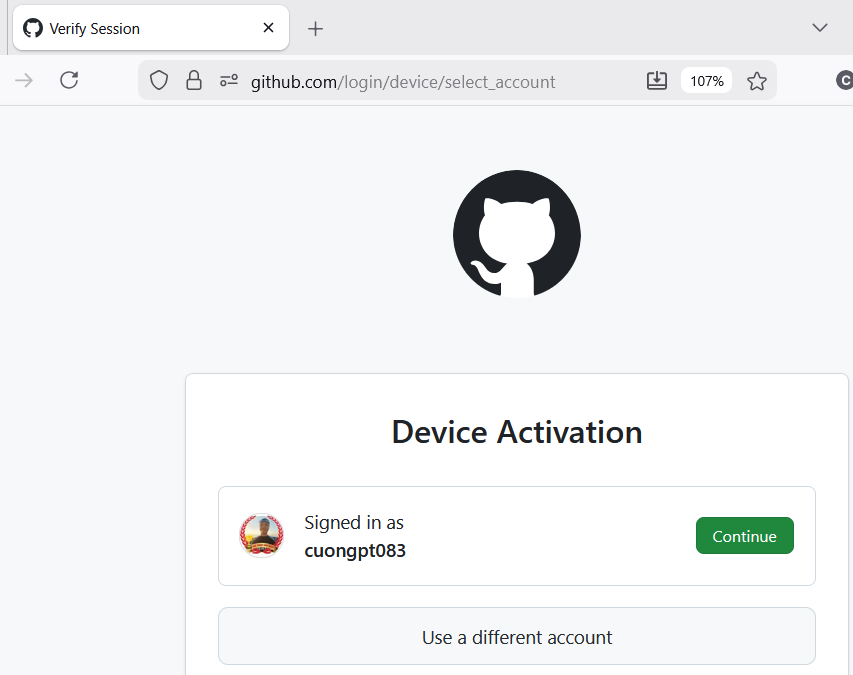 Verify Session
github.com/login/device/select_account
107%
C
Device Activation
Signed in as
cuongpt083
Continue
Use a different account